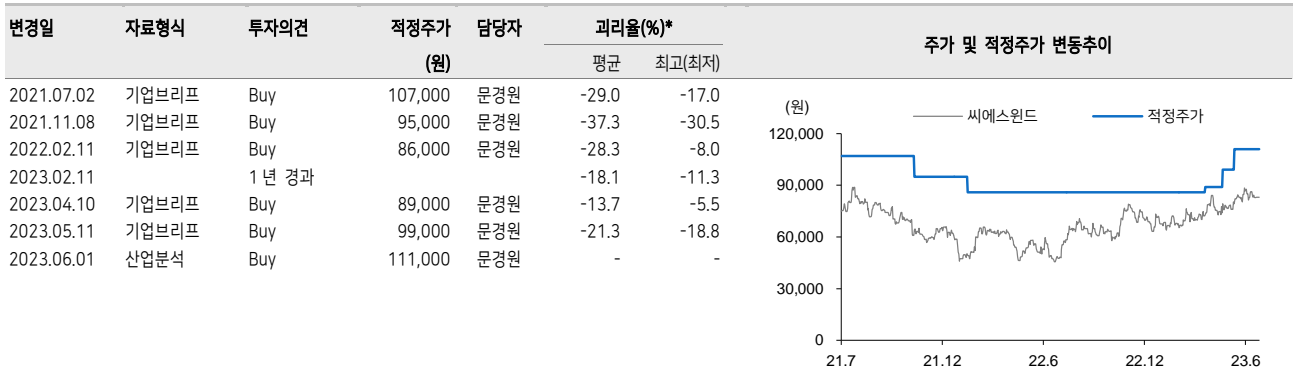 변경일 자료형식 투자의견 적정주가 담당자 괴리율(%)*
(원) 평균 최고(최저)
2021.07.02 기업브리프 Buy 107,000 문경원 -29.0 -17.0
2021.11.08 기업브리프 Buy 95,000 문경원 -37.3 -30.5
2022.02.11 기업브리프 Buy 86,000 문경원 -28.3 -8.0
2023.02.11 1년 경과 -18.1 -11.3
2023.04.10 기업브리프 Buy 89,000 문경원 -13.7 -5.5
2023.05.11 기업브리프 Buy 99,000 문경원 -21.3 -18.8
2023.06.01 산업분석 Buy 111,000 문경원 - -
주가 및 적정주가 변동추이
(원)
씨에스윈드 적정주가
120,000
90,000
60,000
30,000
0
21.7 21.12 22.6 22.12 23.6